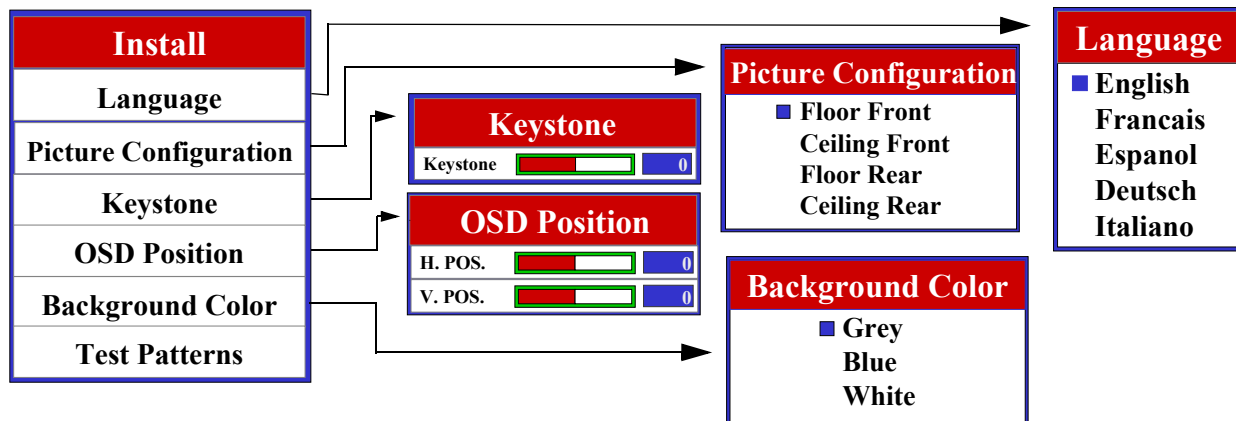 Install
Language
Picture Configuration
Keystone
OSD Position
Background Color
Test Patterns
Keystone
Keystone 0
OSD Position
H. POS. 0
V. POS. 0
Picture Configuration
Floor Front
Ceiling Front
Floor Rear
Ceiling Rear
Background Color
Grey
Blue
White
Language
English
Francais
Espanol
Deutsch
Italiano